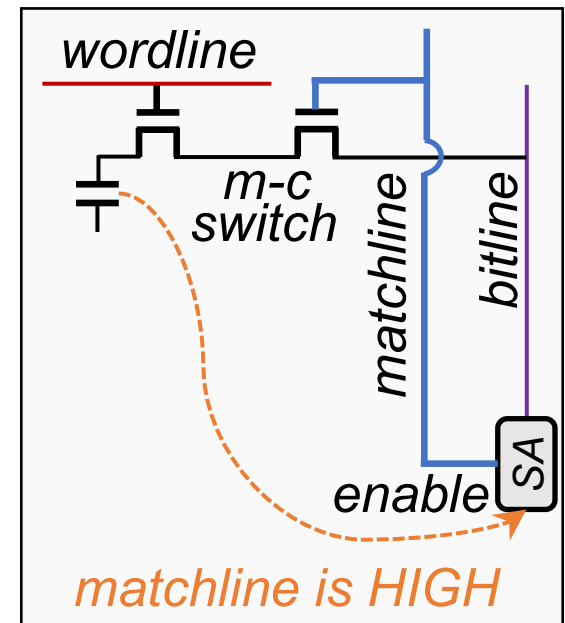 wordline
m-c
switch
matchline
bitline
SA
enable
matchline is HIGH